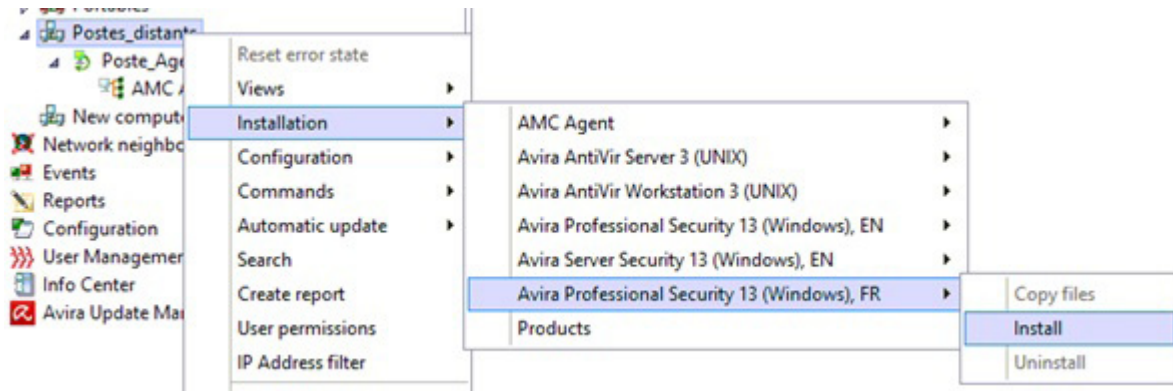 Postes_distants
Poste_Age
AMC A
New compute
Network neighbo
Events
Reports
Configuration
User Managemer
Info Center
Avira Update Ma
Reset error state
Views
Installation
Configuration
Commands
Automatic update
Search
Create report
User permissions
IP Address filter
AMC Agent
Avira AntiVir Server 3 (UNIX)
Avira AntiVir Workstation 3 (UNIX)
Avira Professional Security 13 (Windows), EN
Avira Server Security 13 (Windows), EN
Avira Professional Security 13 (Windows), FR
Products
Copy files
Install
Uninstall